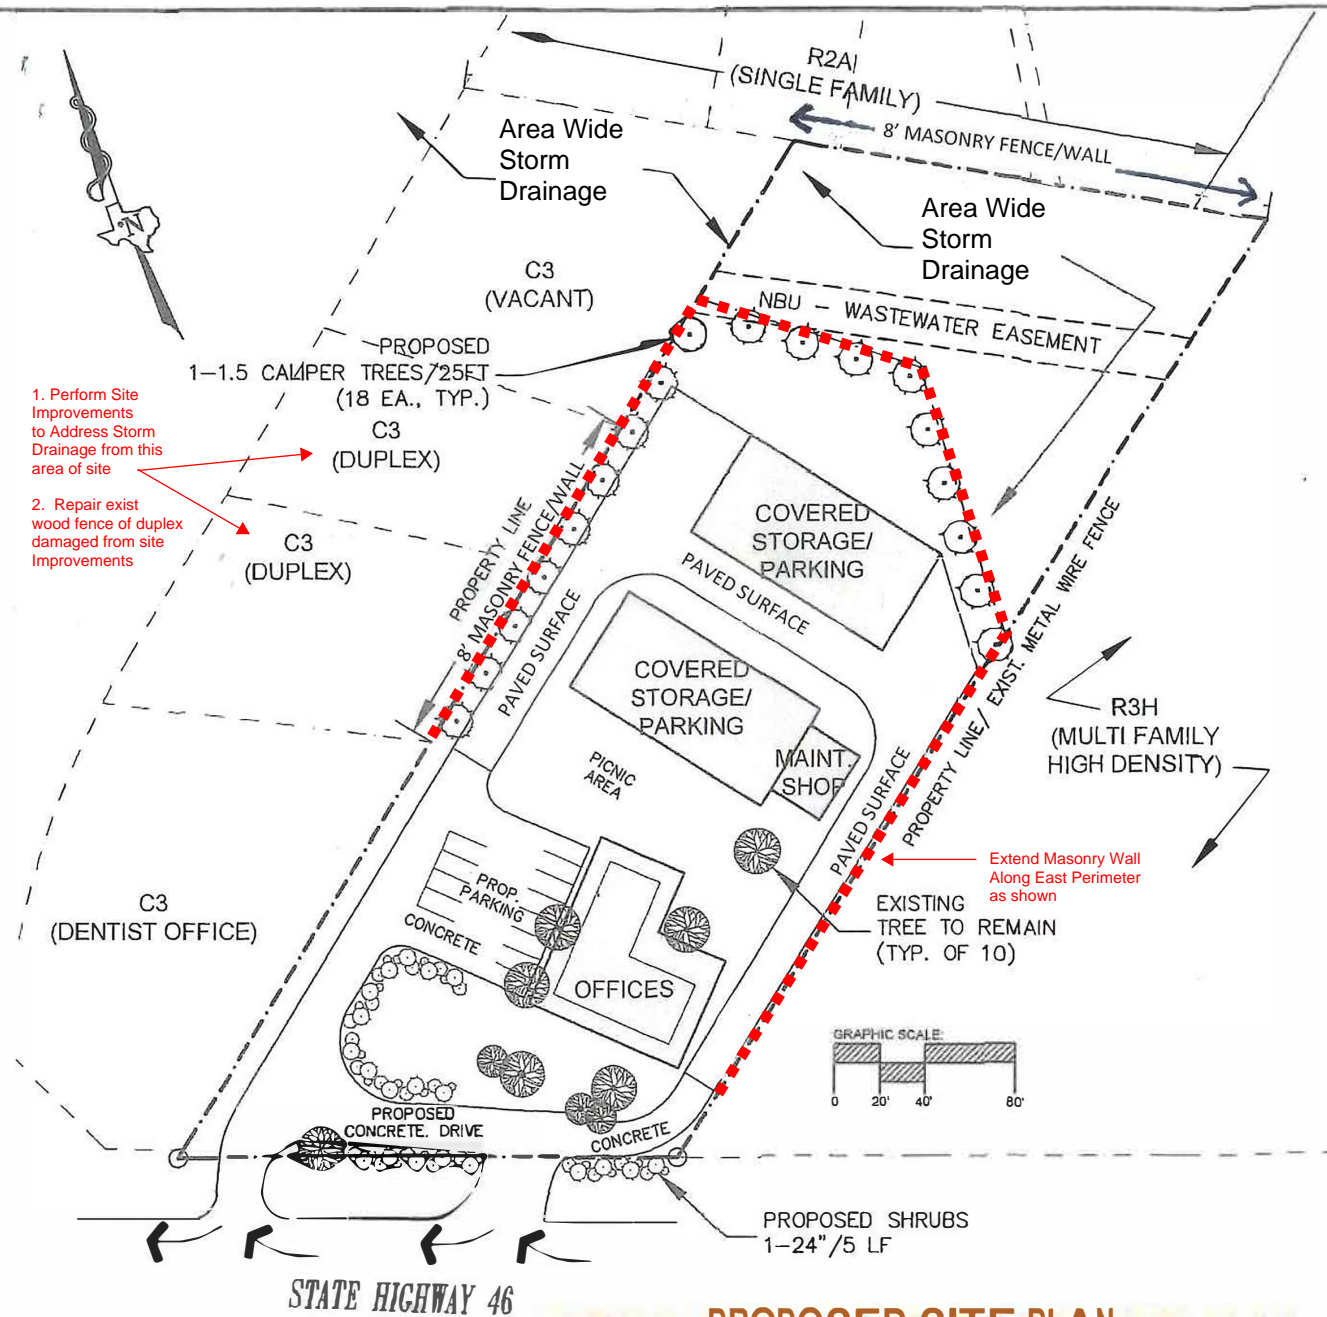 R2A
(SINGLE FAMILY)
8' MASONRY FENCE/WALL
Area Wide
Storm
Drainage
Area Wide
Storm
Drainage
N
C3
(VACANT)
NBU - WASTEWATER EASEMENT
PROPOSED
1-1.5 CALIPER TREES/25FT
(18 EA., TYP.)
1. Perform Site
Improvements
to Address Storm
Drainage from this
area of site
2. Repair exist
wood fence of duplex
damaged from site
Improvements
C3
(DUPLEX)
C3
(DUPLEX)
PROPERTY LINE
8' MASONRY FENCE/WALL
PAVED SURFACE
COVERED
STORAGE/
PARKING
PAVED SURFACE
COVERED
STORAGE/
PARKING
MAINT.
SHOP
PICNIC
AREA
PAVED SURFACE
PROPERTY LINE/ EXIST. METAL WIRE FENCE
R3H
(MULTI FAMILY
HIGH DENSITY)
Extend Masonry Wall
Along East Perimeter
as shown
EXISTING
TREE TO REMAIN
(TYP. OF 10)
C3
(DENTIST OFFICE)
PROP.
PARKING
CONCRETE
OFFICES
GRAPHIC SCALE:
0 20' 40' 80'
PROPOSED
CONCRETE. DRIVE
CONCRETE
PROPOSED SHRUBS
1-24"/5 LF
STATE HIGHWAY 46
PROPOSED SITE PLAN